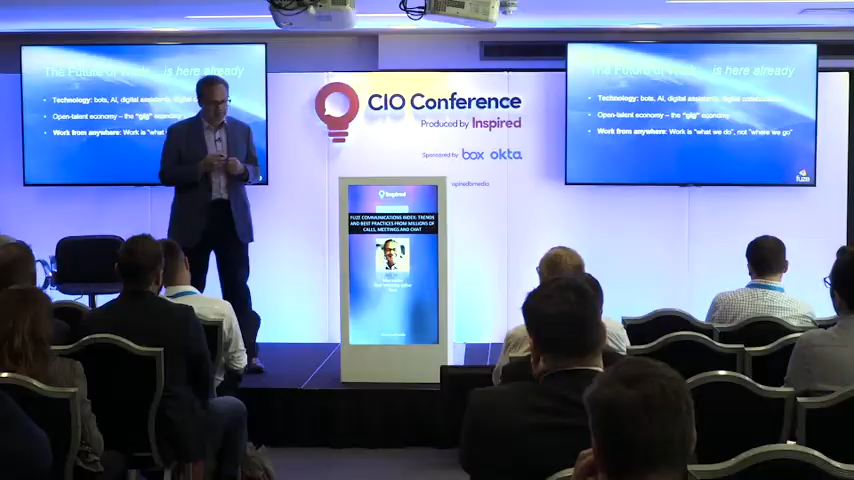 The Future of Work is here already
Technology: bots, AI, digital assistants, digital
Open-talent economy – the "gig" economy
Work from anywhere: Work is "what
CIO Conference
Produced by Inspired
Sponsored by box okta
Inspired
FUZE COMMUNICATIONS INDEX: TRENDS
AND BEST PRACTICES FROM MILLIONS OF
CALLS, MEETINGS AND CHAT
The Future of Work is here already
Technology: bots, AI, digital assistants, digital
Open-talent economy – the "gig" economy
Work from anywhere: Work is "what we do", not "where we go"
fuze